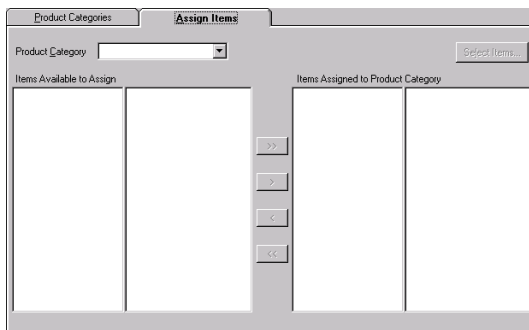 Product Categories
Assign Items
Product Category
Select Items...
Items Available to Assign
Items Assigned to Product Category
>>
>
<
<<